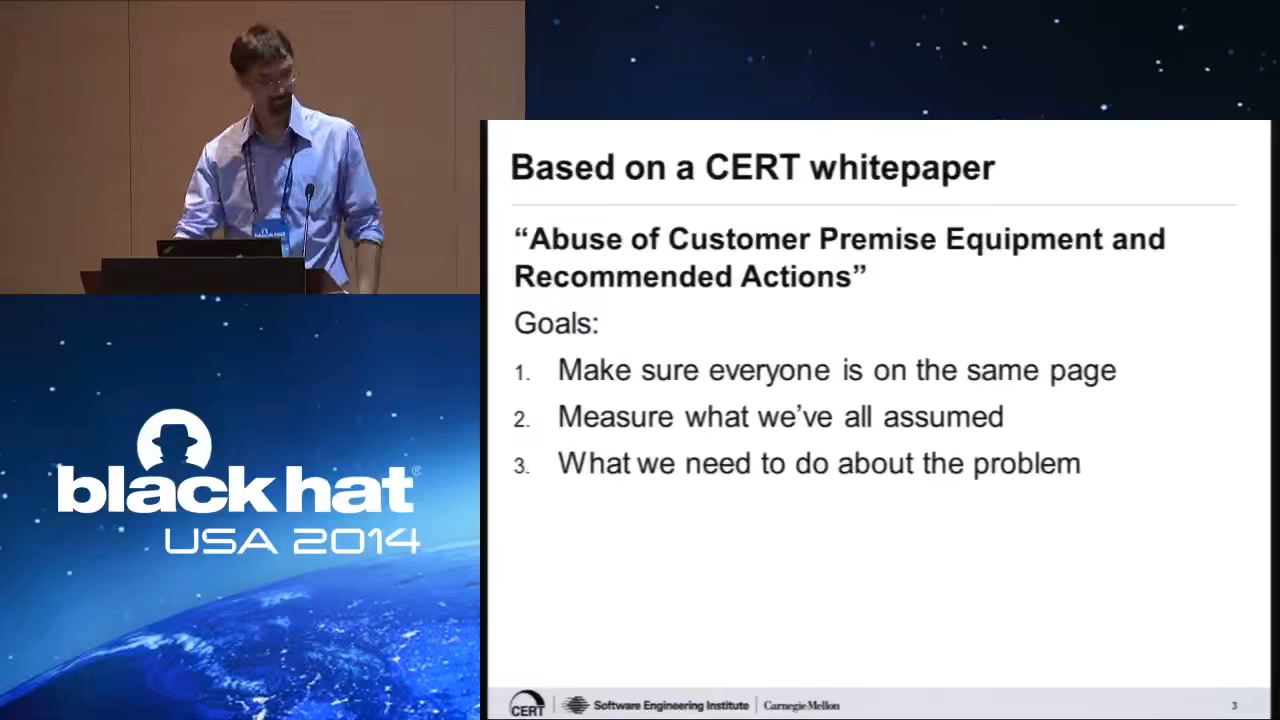 Based on a CERT whitepaper
“Abuse of Customer Premise Equipment and
Recommended Actions”
Goals:
1. Make sure everyone is on the same page
2. Measure what we’ve all assumed
3. What we need to do about the problem
CERT | Software Engineering Institute | Carnegie Mellon 3
black hat
black hat®
USA 2014